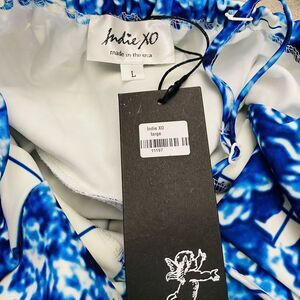 Indie XO
made in the usa
L
Indie XO
large
11197